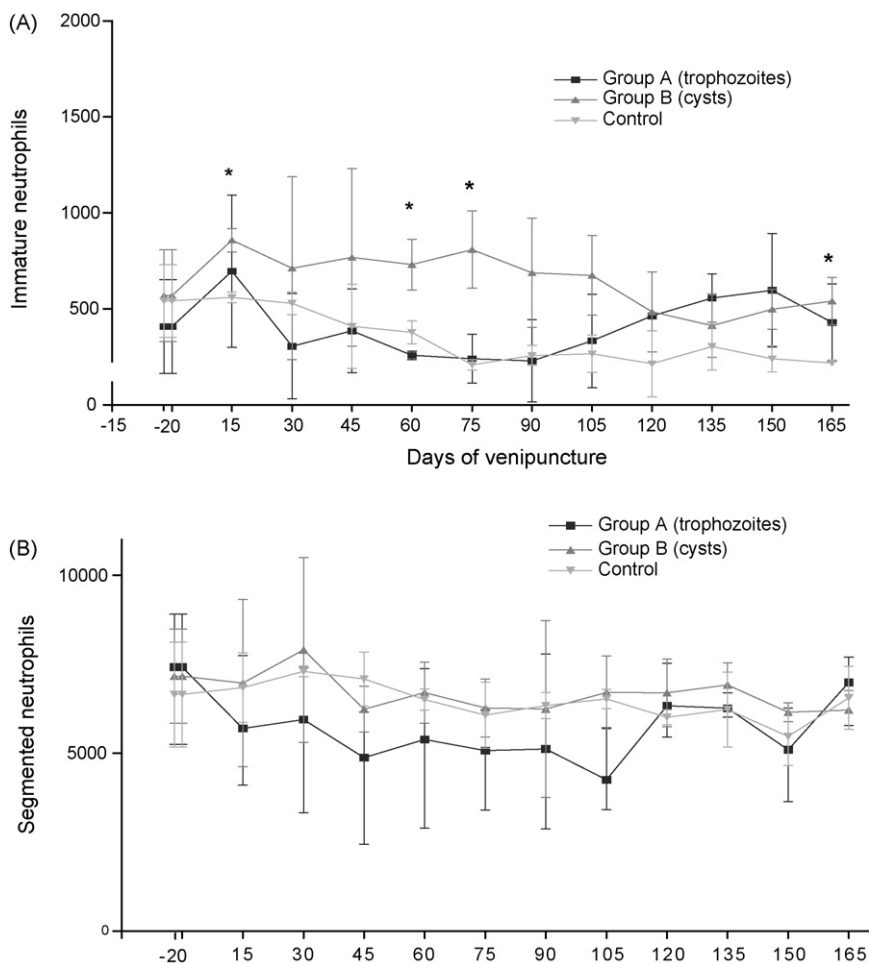 (A)
2000
1500
1000
500
0
Immature neutrophils
Group A (trophozoites)
Group B (cysts)
Control
*
*
*
*
-15 -20 15 30 45 60 75 90 105 120 135 150 165
Days of venipuncture
(B)
10000
5000
0
Segmented neutrophils
Group A (trophozoites)
Group B (cysts)
Control
-20 15 30 45 60 75 90 105 120 135 150 165